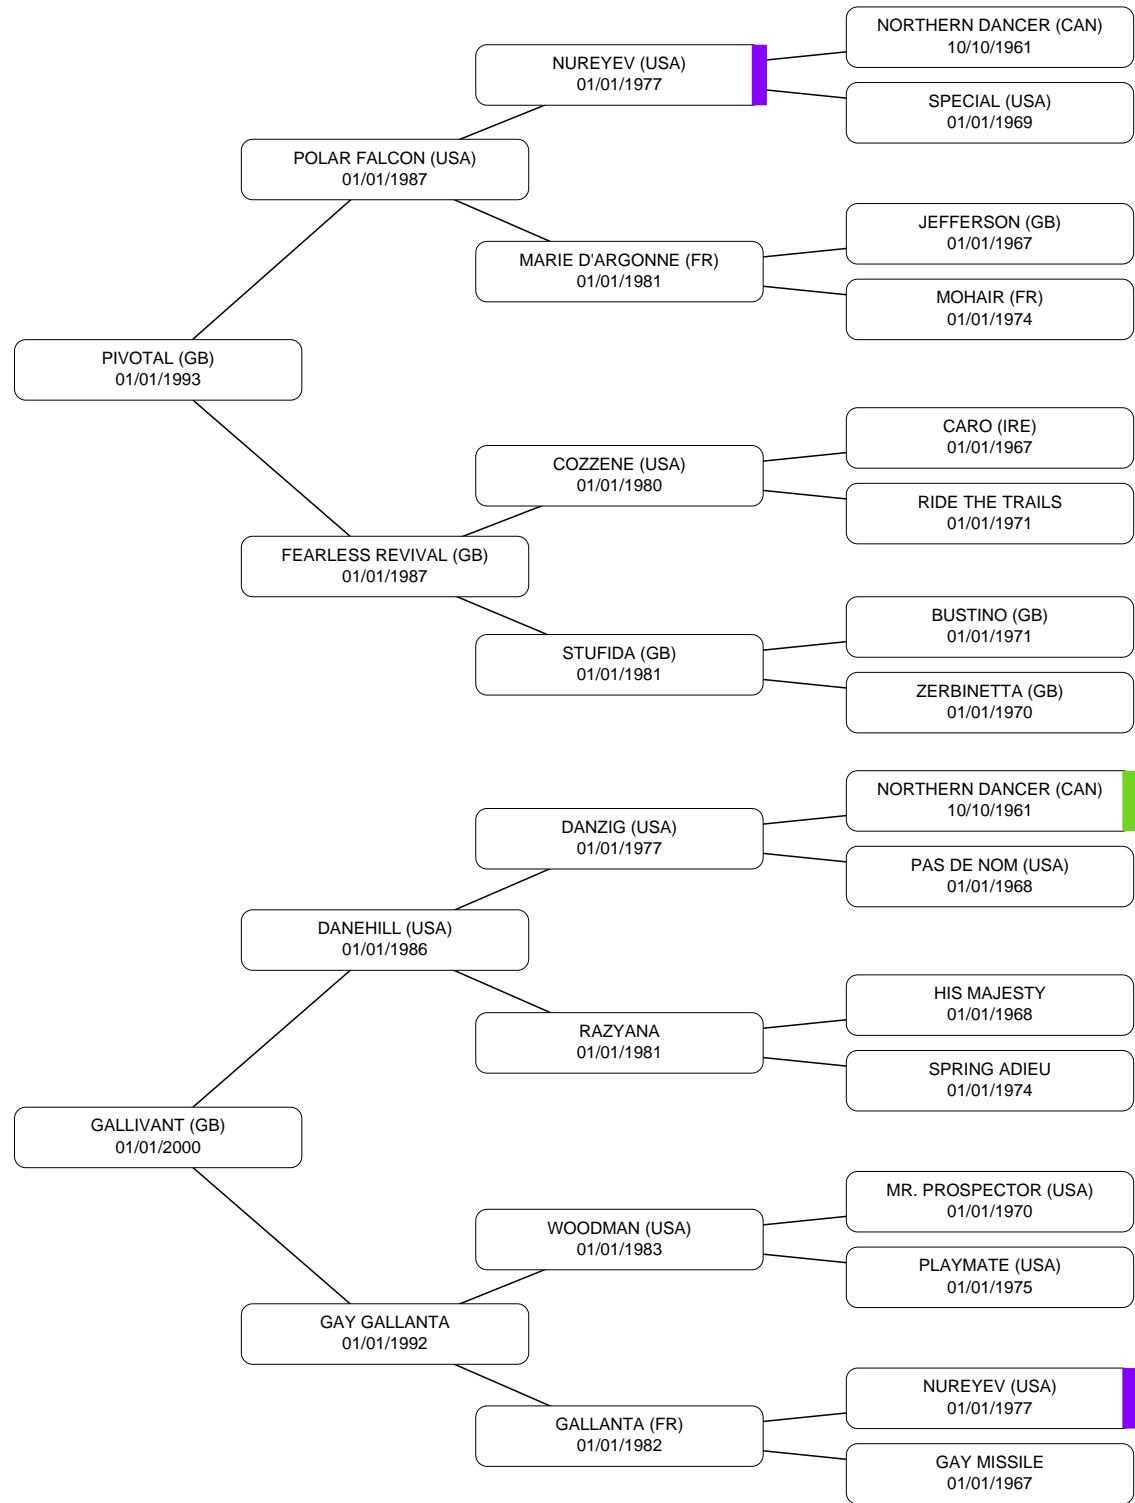 NORTHERN DANCER (CAN)
10/10/1961
NUREYEV (USA)
01/01/1977
SPECIAL (USA)
01/01/1969
POLAR FALCON (USA)
01/01/1987
JEFFERSON (GB)
01/01/1967
MARIE D'ARGONNE (FR)
01/01/1981
MOHAIR (FR)
01/01/1974
PIVOTAL (GB)
01/01/1993
CARO (IRE)
01/01/1967
COZZENE (USA)
01/01/1980
RIDE THE TRAILS
01/01/1971
FEARLESS REVIVAL (GB)
01/01/1987
BUSTINO (GB)
01/01/1971
STUFIDA (GB)
01/01/1981
ZERBINETTA (GB)
01/01/1970
NORTHERN DANCER (CAN)
10/10/1961
DANZIG (USA)
01/01/1977
PAS DE NOM (USA)
01/01/1968
DANEHILL (USA)
01/01/1986
HIS MAJESTY
01/01/1968
RAZYANA
01/01/1981
SPRING ADIEU
01/01/1974
GALLIVANT (GB)
01/01/2000
MR. PROSPECTOR (USA)
01/01/1970
WOODMAN (USA)
01/01/1983
PLAYMATE (USA)
01/01/1975
GAY GALLANTA
01/01/1992
NUREYEV (USA)
01/01/1977
GALLANTA (FR)
01/01/1982
GAY MISSILE
01/01/1967